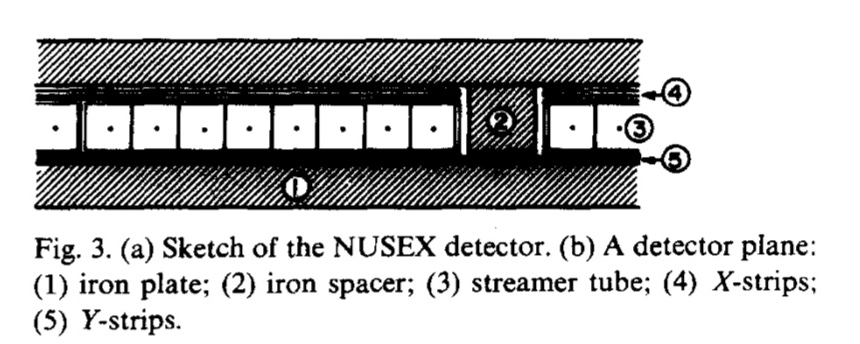 ④
②
③
⑤
①
Fig. 3. (a) Sketch of the NUSEX detector. (b) A detector plane:
(1) iron plate; (2) iron spacer; (3) streamer tube; (4) X-strips;
(5) Y-strips.